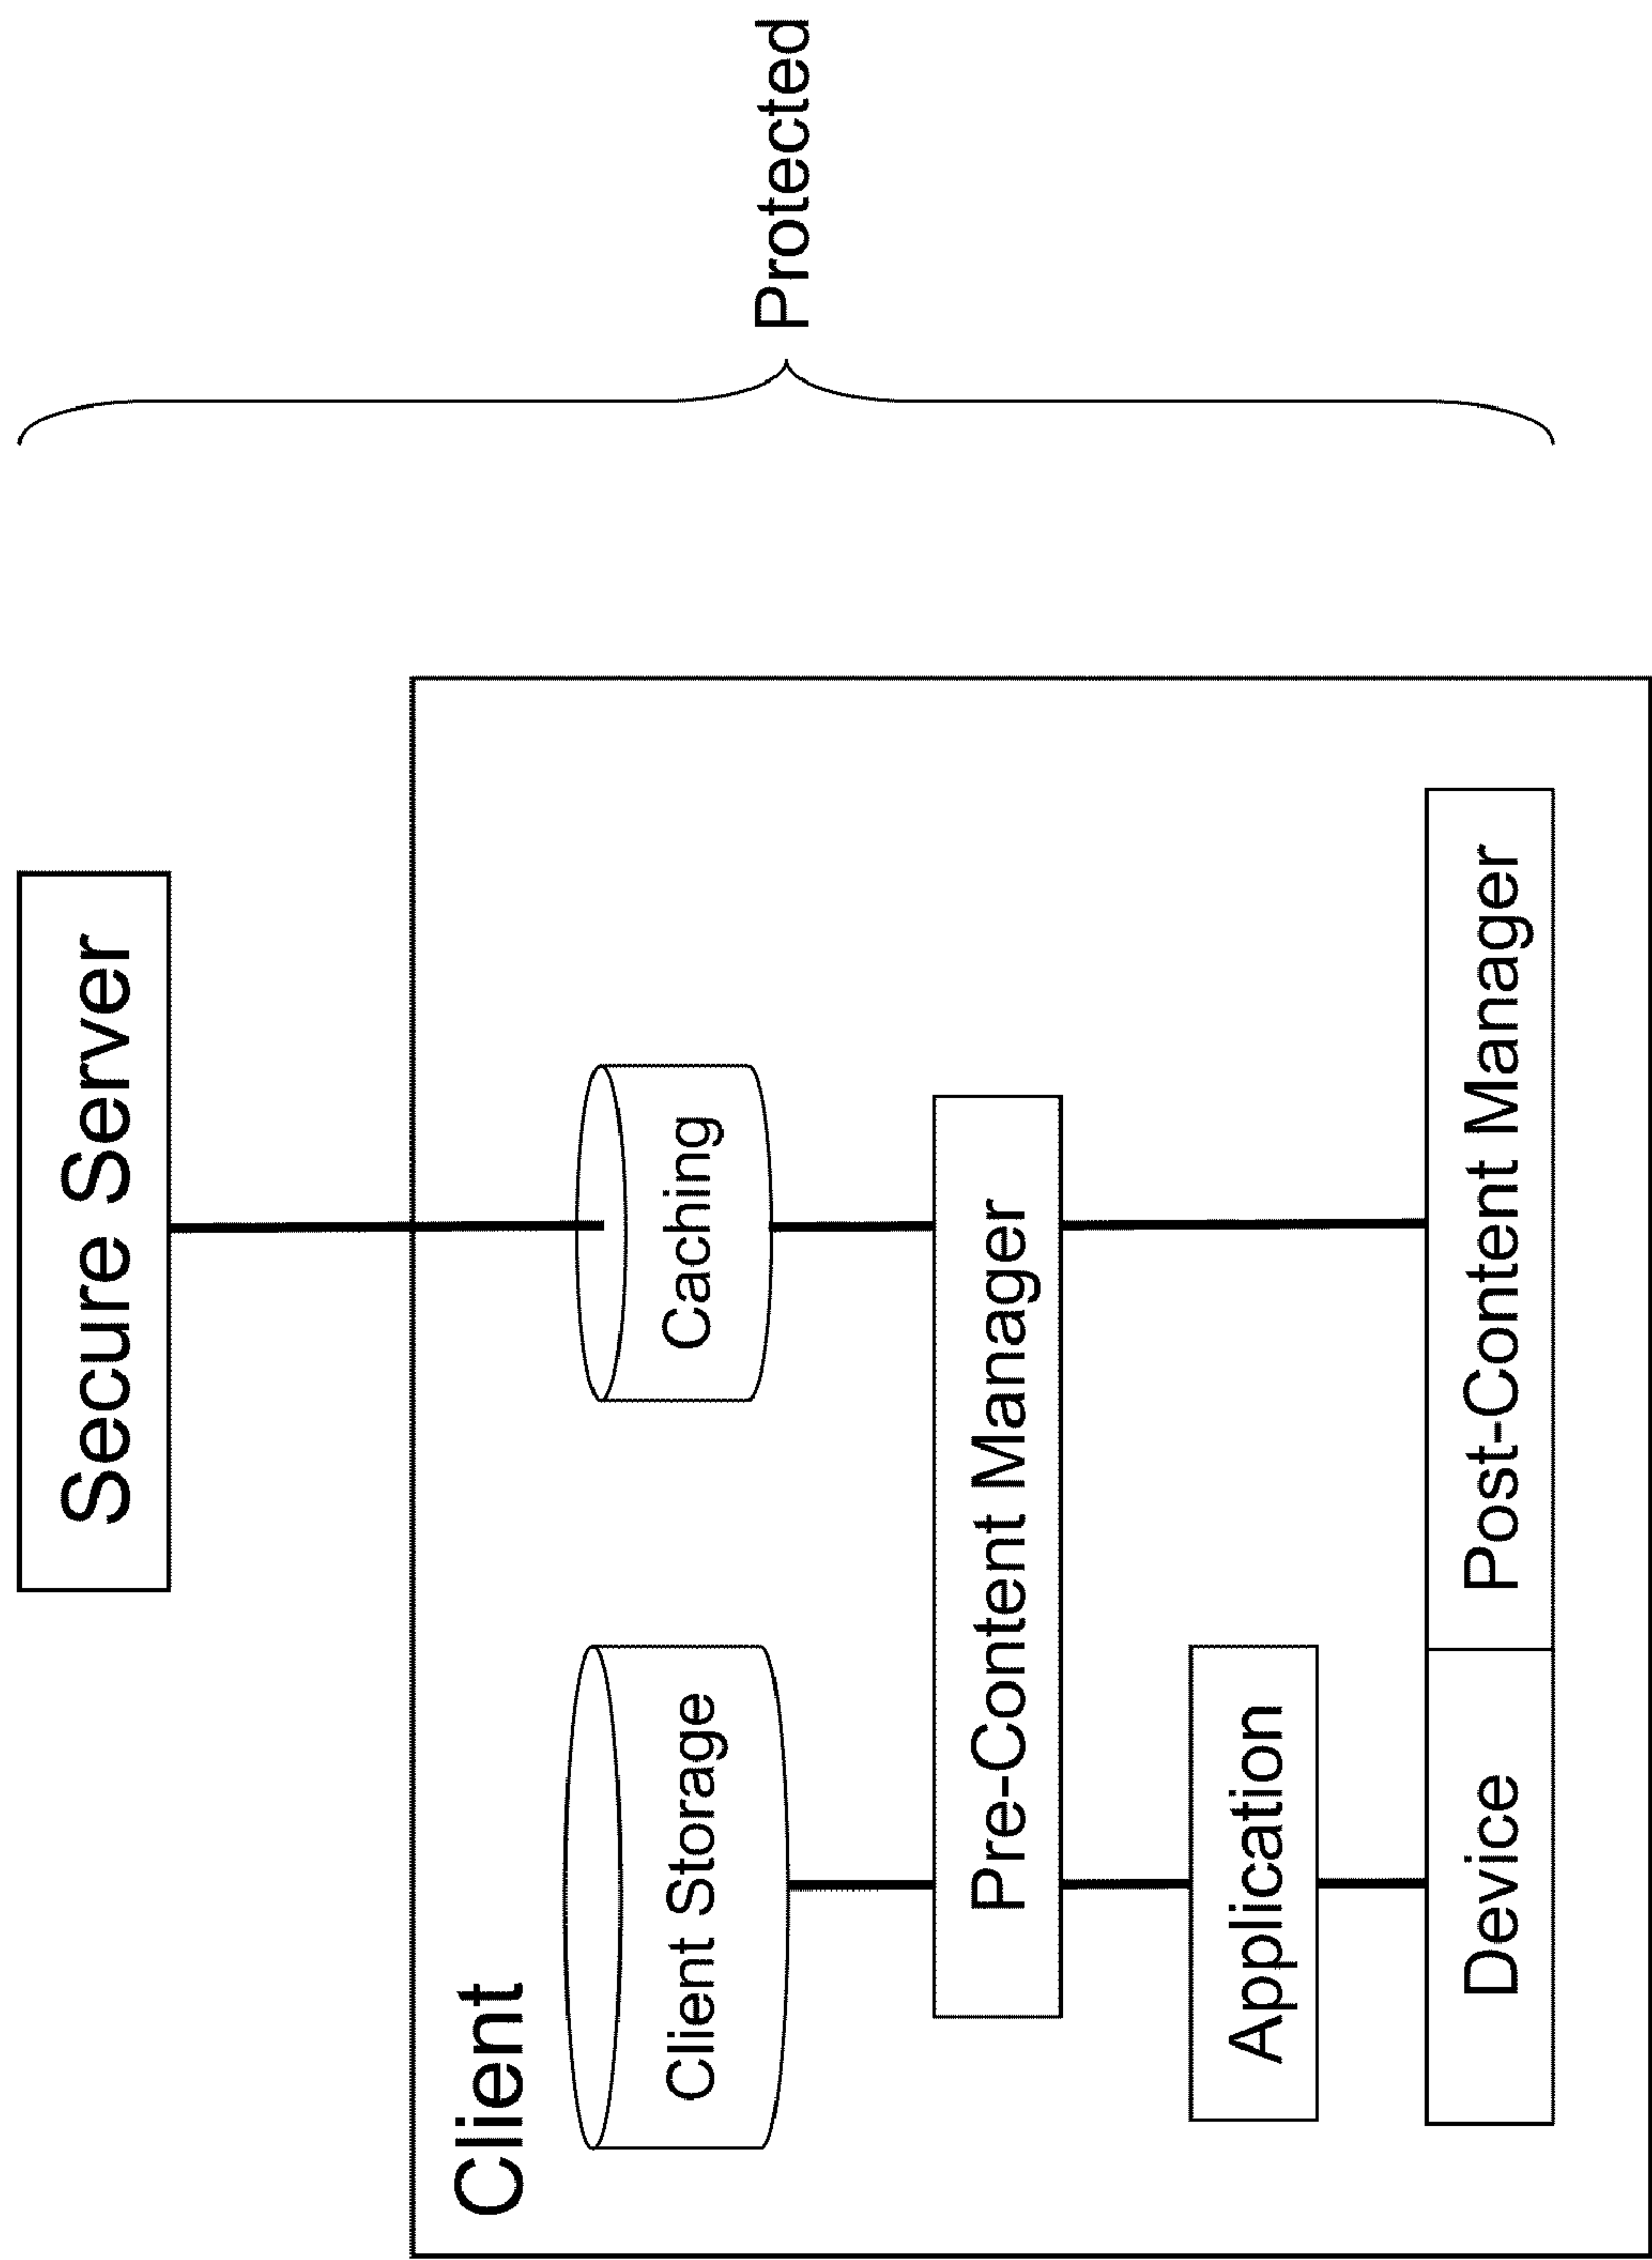 Secure Server
Client
Client Storage
Caching
Pre-Content Manager
Application
Device
Post-Content Manager
Protected